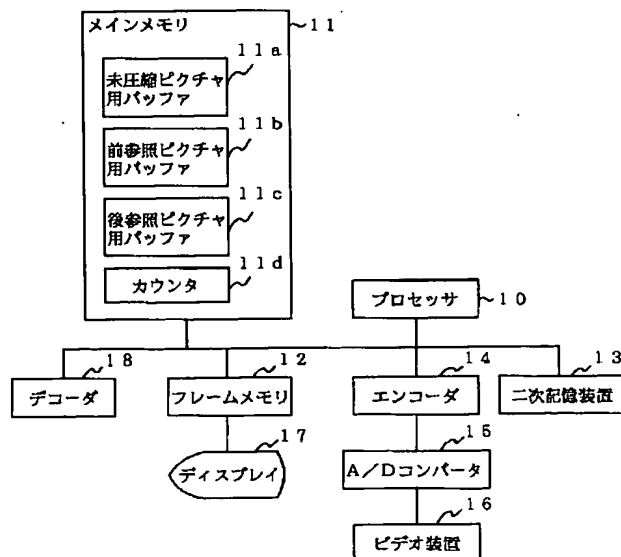 メインメモリ
11
11a
未圧縮ピクチャ
用バッファ
11b
前参照ピクチャ
用バッファ
11c
後参照ピクチャ
用バッファ
11d
カウンタ
プロセッサ
10
18
デコーダ
12
フレームメモリ
14
エンコーダ
13
二次記憶装置
17
ディスプレイ
15
A/Dコンバータ
16
ビデオ装置